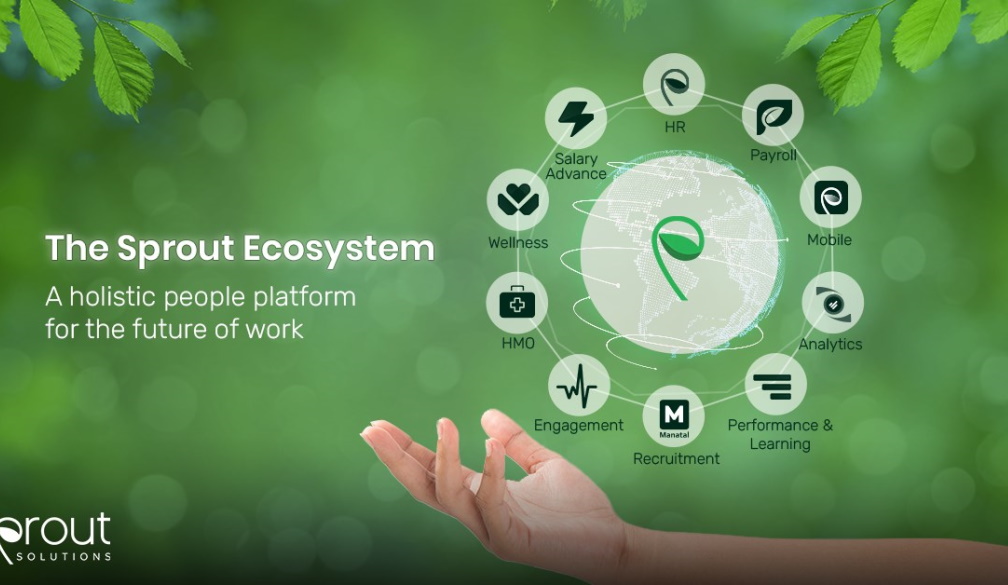 The Sprout Ecosystem
A holistic people platform
for the future of work
HR
Payroll
Mobile
Analytics
Performance &
Learning
M
Manatal
Recruitment
Engagement
HMO
Wellness
Salary
Advance
prout
SOLUTIONS